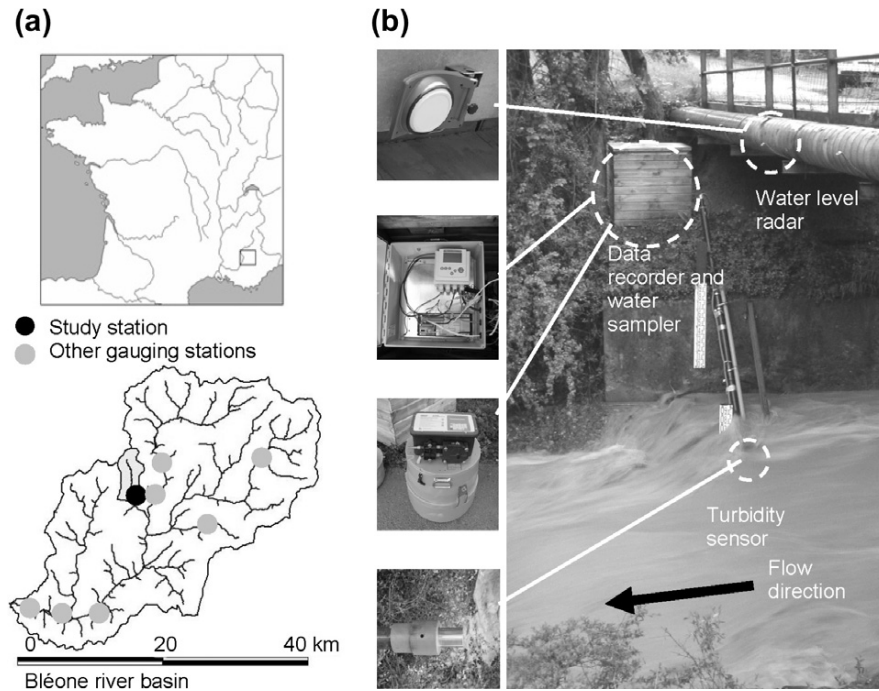 (a)
(b)
Study station
Other gauging stations
0 20 40 km
Bléone river basin
Water level
radar
Data
recorder and
water
sampler
Turbidity
sensor
Flow
direction